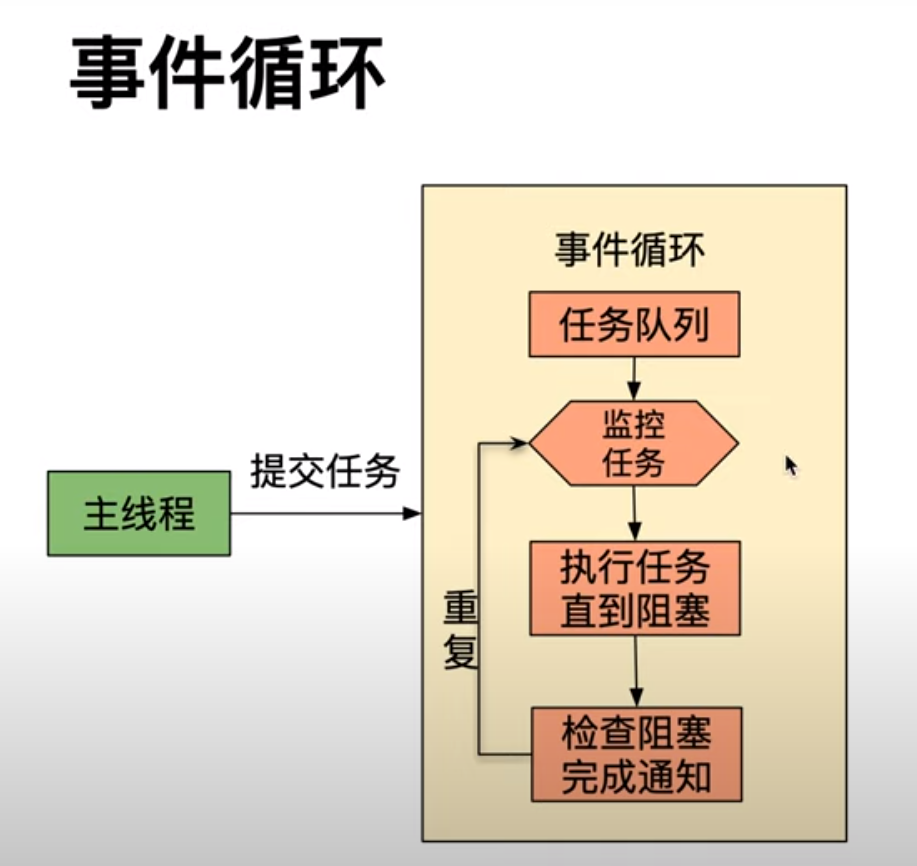 事件循环
事件循环
任务队列
监控
任务
提交任务
主线程
执行任务
直到阻塞
重
复
检查阻塞
完成通知